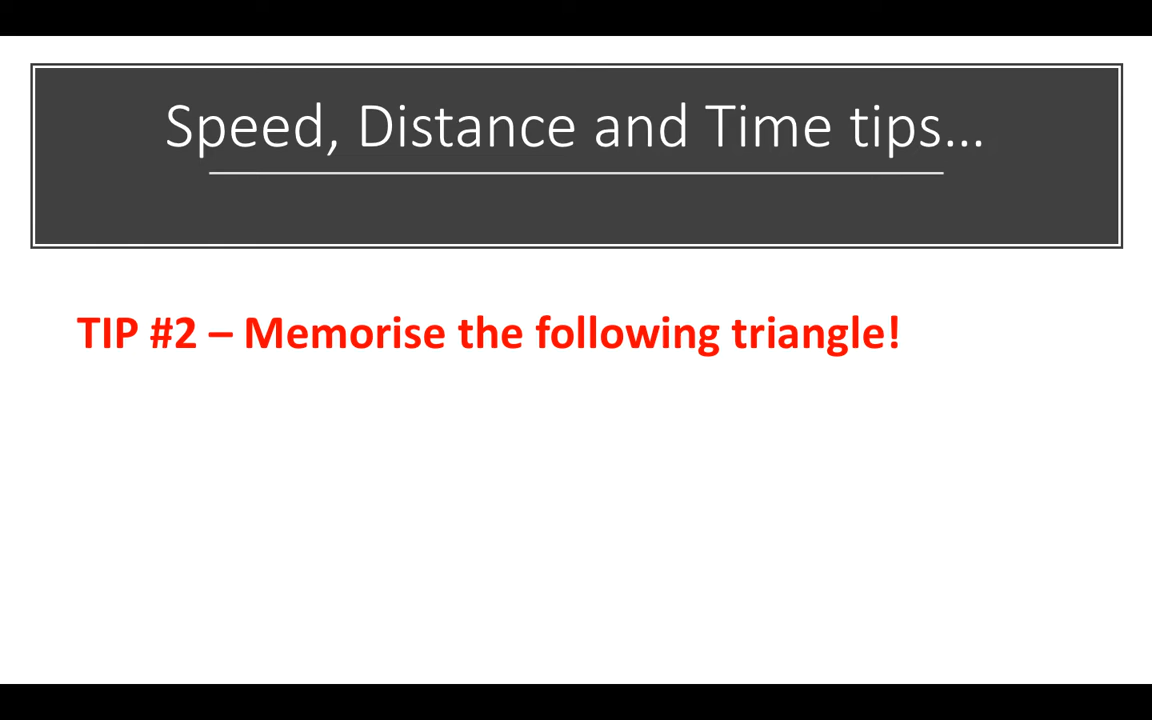 Speed, Distance and Time tips...
TIP #2 – Memorise the following triangle!